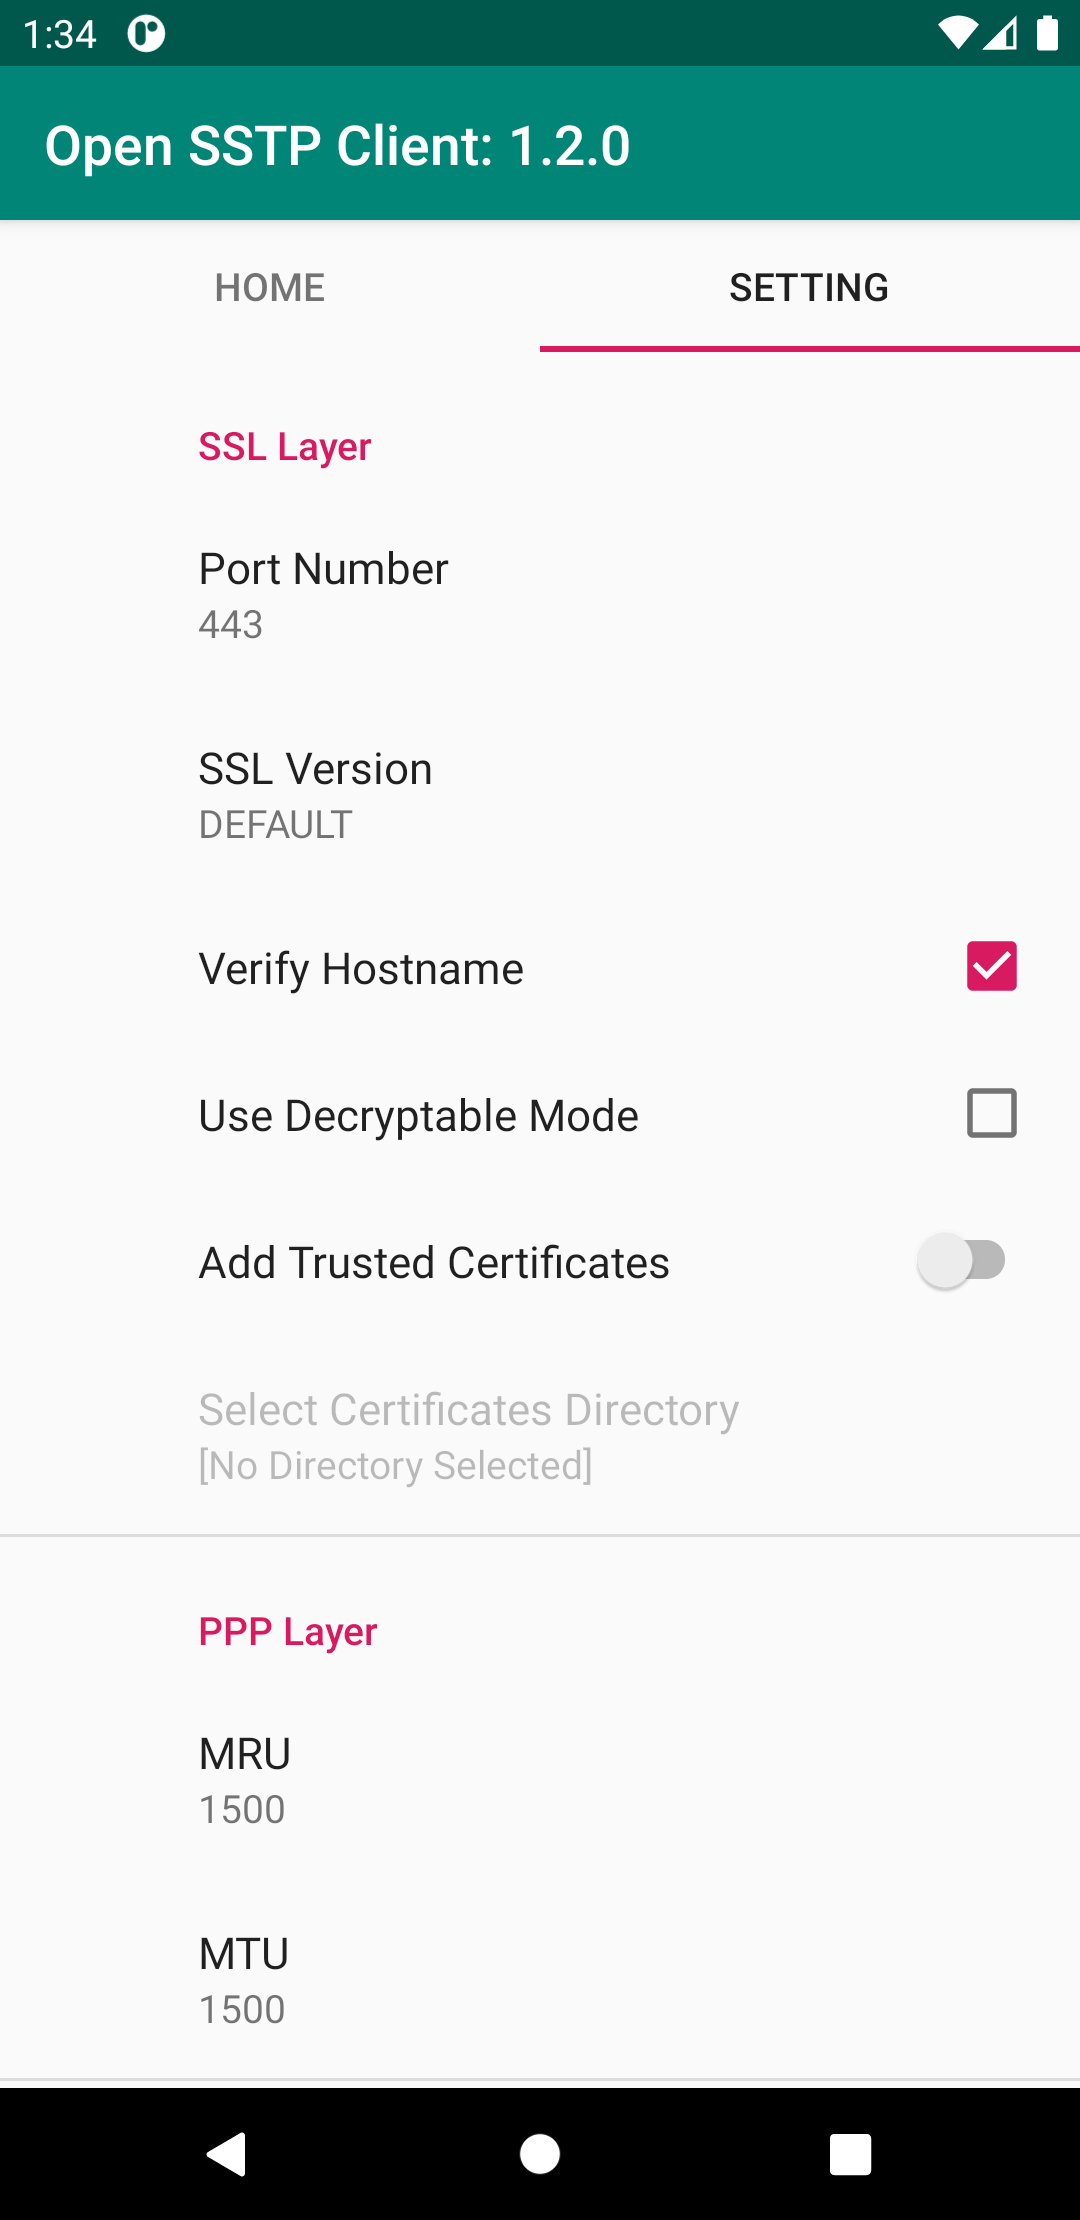 1:34
Open SSTP Client: 1.2.0
HOME
SETTING
SSL Layer
Port Number
443
SSL Version
DEFAULT
Verify Hostname
Use Decryptable Mode
Add Trusted Certificates
Select Certificates Directory
[No Directory Selected]
PPP Layer
MRU
1500
MTU
1500